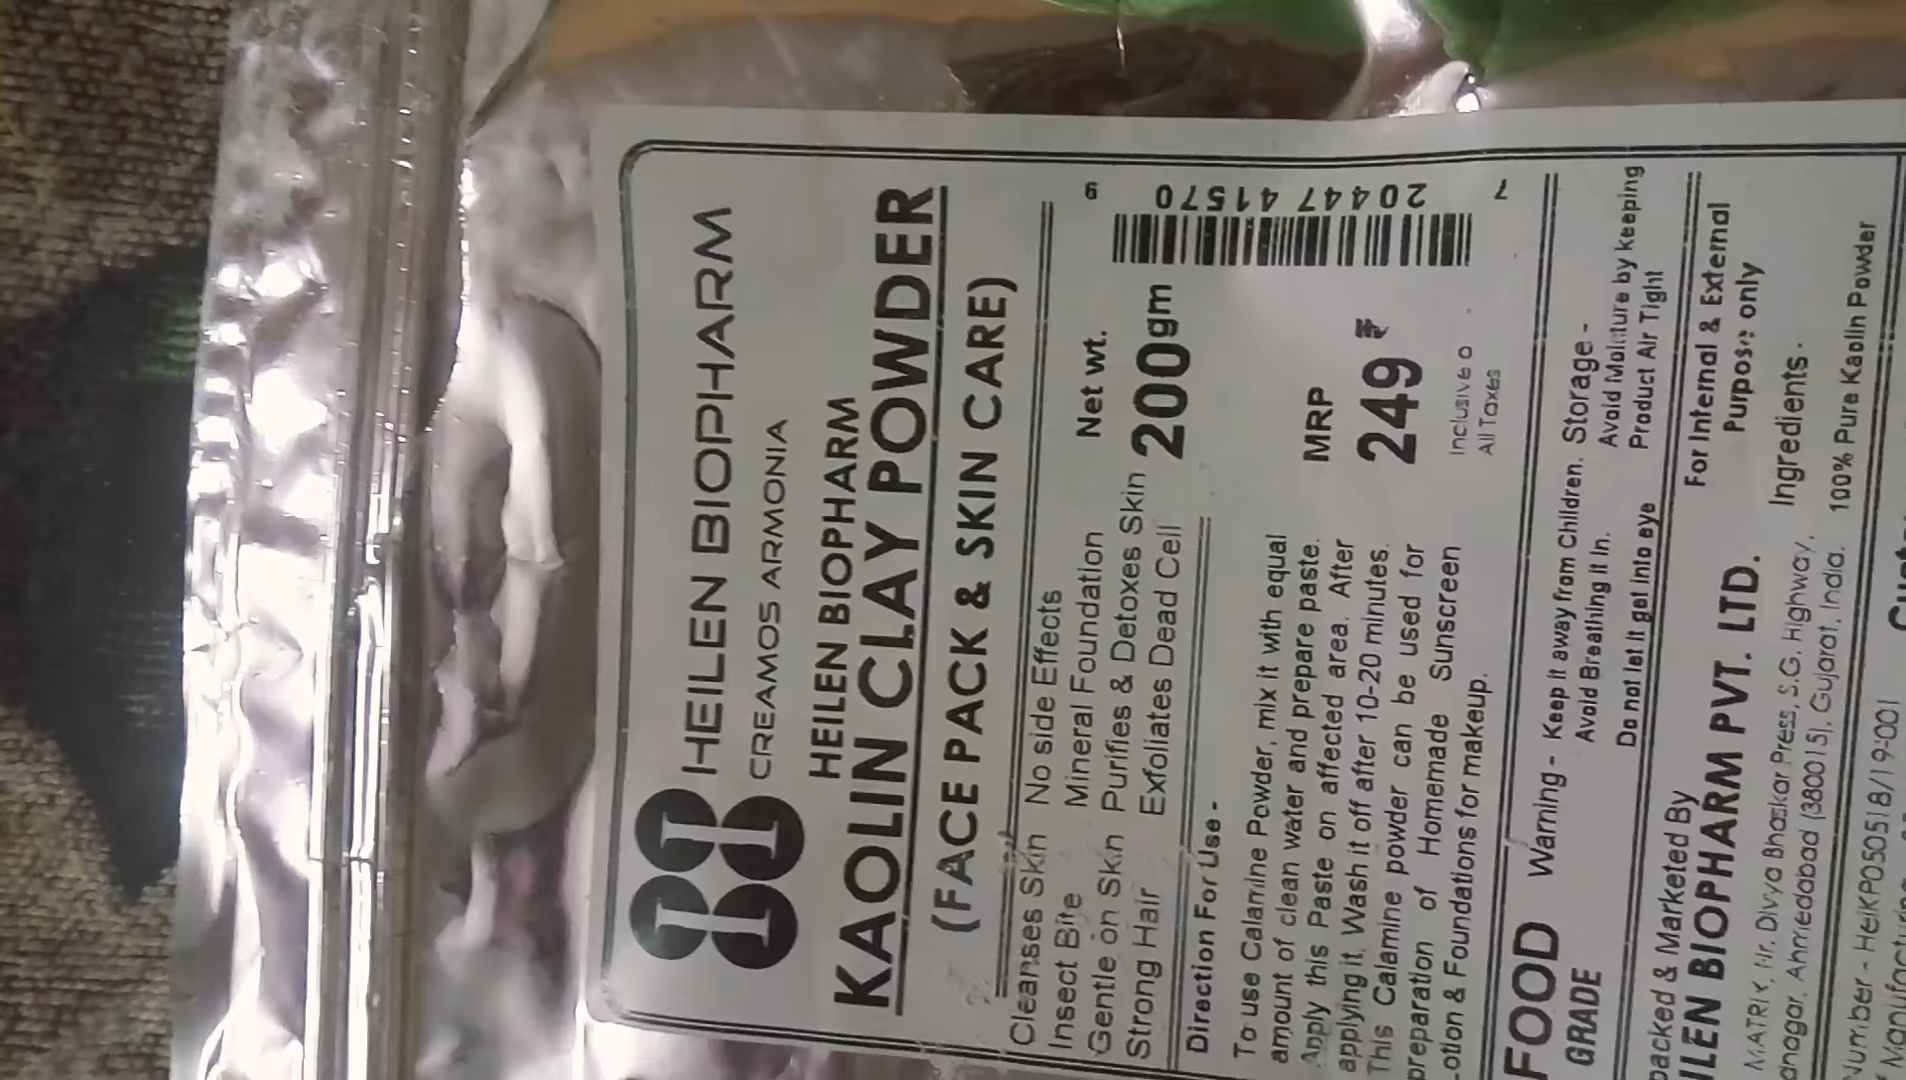 HEILEN BIOPHARM
CREAMOS ARMONIA
HEILEN BIOPHARM
KAOLIN CLAY POWDER
(FACE PACK & SKIN CARE)
Cleanses Skin No side Effects
Insect Bite Mineral Foundation
Gentle on Skin Purifies & Detoxes Skin
Strong Hair Exfoliates Dead Cell
Net wt.
200gm
9 20447 41570 7
Direction For Use -
To use Calamine Powder, mix it with equal
amount of clean water and prepare paste.
Apply this Paste on affected area. After
applying it, Wash it off after 10-20 minutes.
This Calamine powder can be used for
preparation of Homemade Sunscreen
Lotion & Foundations for makeup.
MRP
249 ₹
Inclusive o
All Taxes
FOOD
GRADE
Warning - Keep it away from Children.
Avoid Breathing it In.
Do not let it get into eye
Storage -
Avoid Moisture by keeping
Product Air Tight
packed & Marketed By
ILEN BIOPHARM PVT. LTD.
MATRIX, Nr. Divya Bhaskar Press, S.G. Highway,
anagar, Ahmedabad (380015), Gujarat, India.
For Internal & External
Purpose only
Ingredients -
100% Pure Kaolin Powder
Number - HeilKP050518/19-001